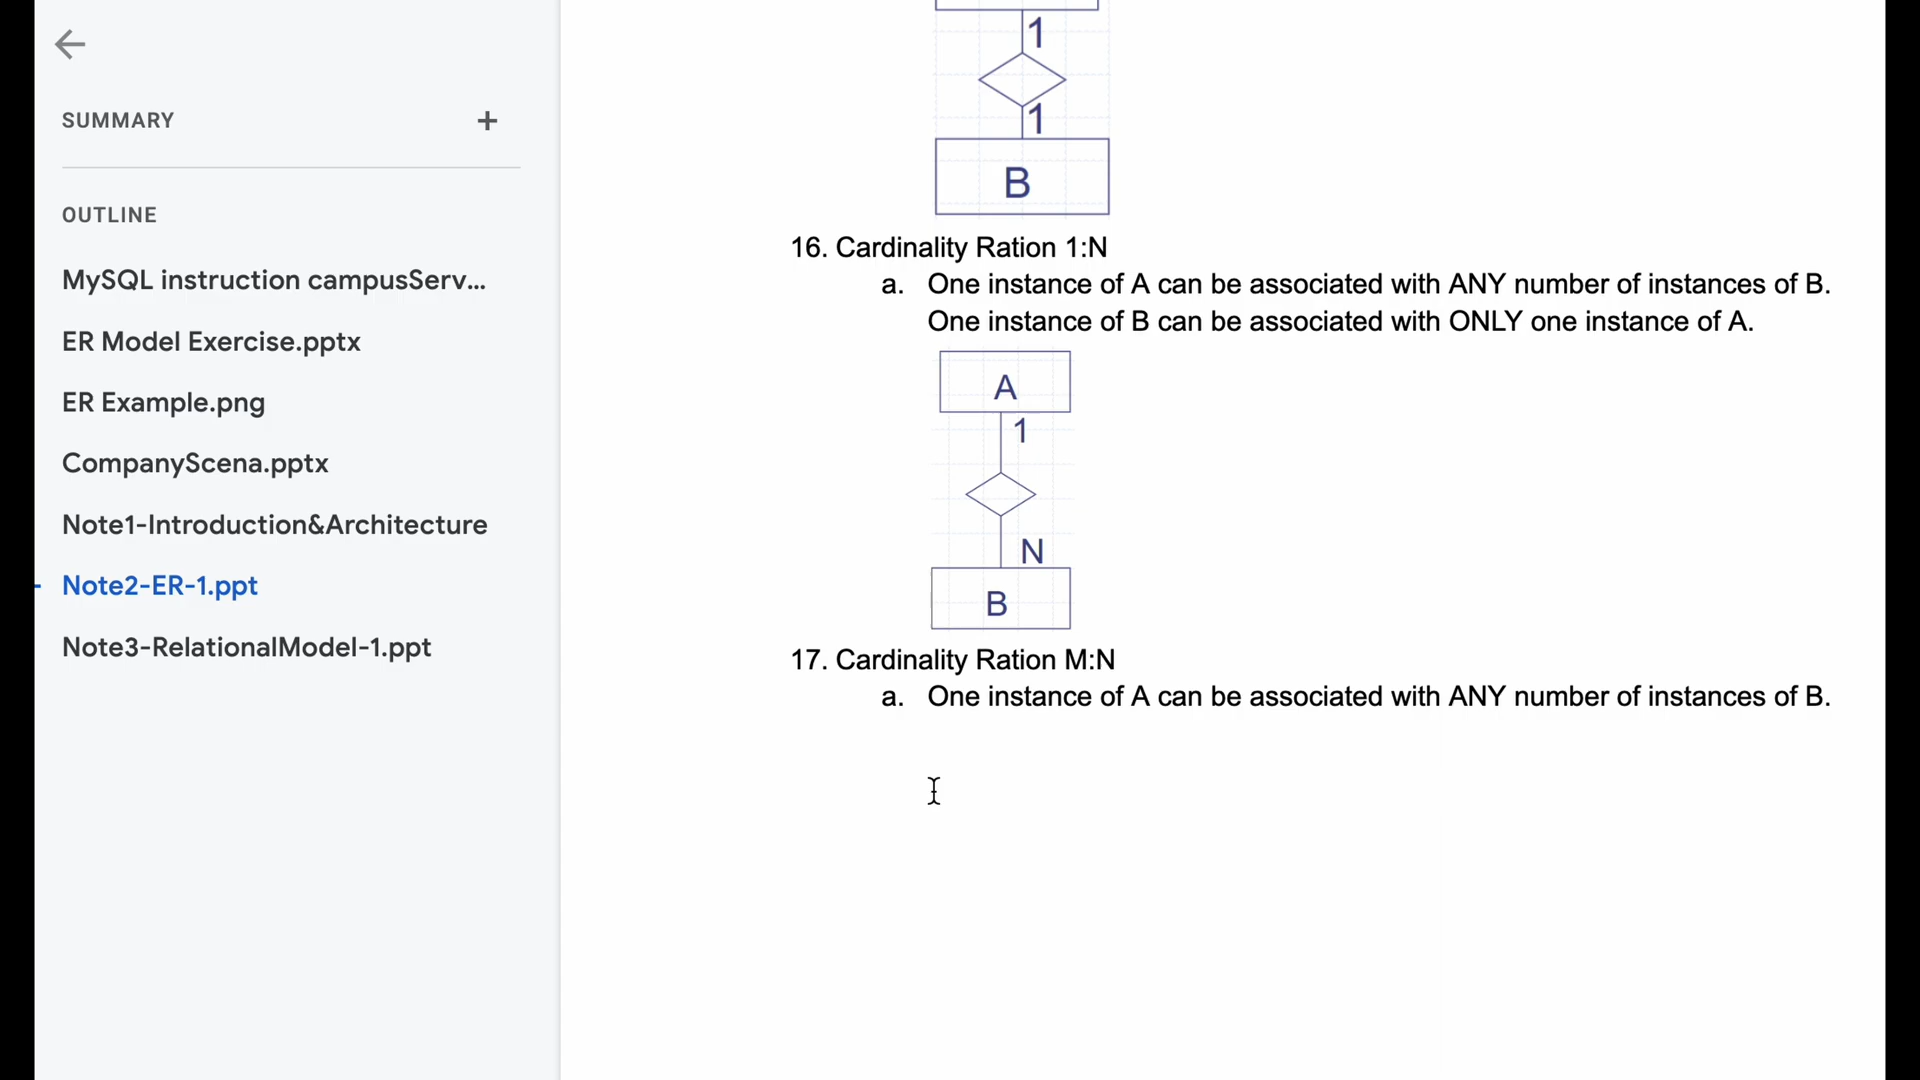 SUMMARY
+
OUTLINE
MySQL instruction campusServ...
ER Model Exercise.pptx
ER Example.png
CompanyScena.pptx
Note1-Introduction&Architecture
Note2-ER-1.ppt
Note3-RelationalModel-1.ppt
1
1
B
16. Cardinality Ration 1:N
a. One instance of A can be associated with ANY number of instances of B.
One instance of B can be associated with ONLY one instance of A.
A
1
N
B
17. Cardinality Ration M:N
a. One instance of A can be associated with ANY number of instances of B.